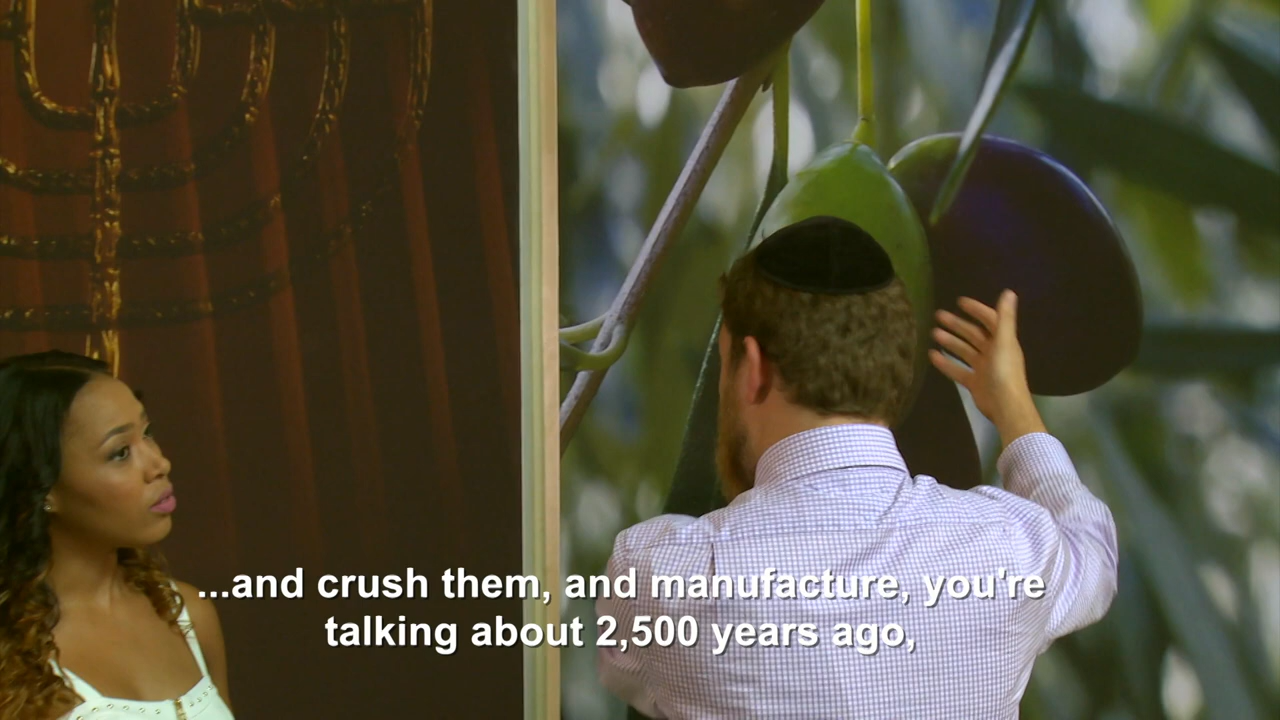 ...and crush them, and manufacture, you're
talking about 2,500 years ago,